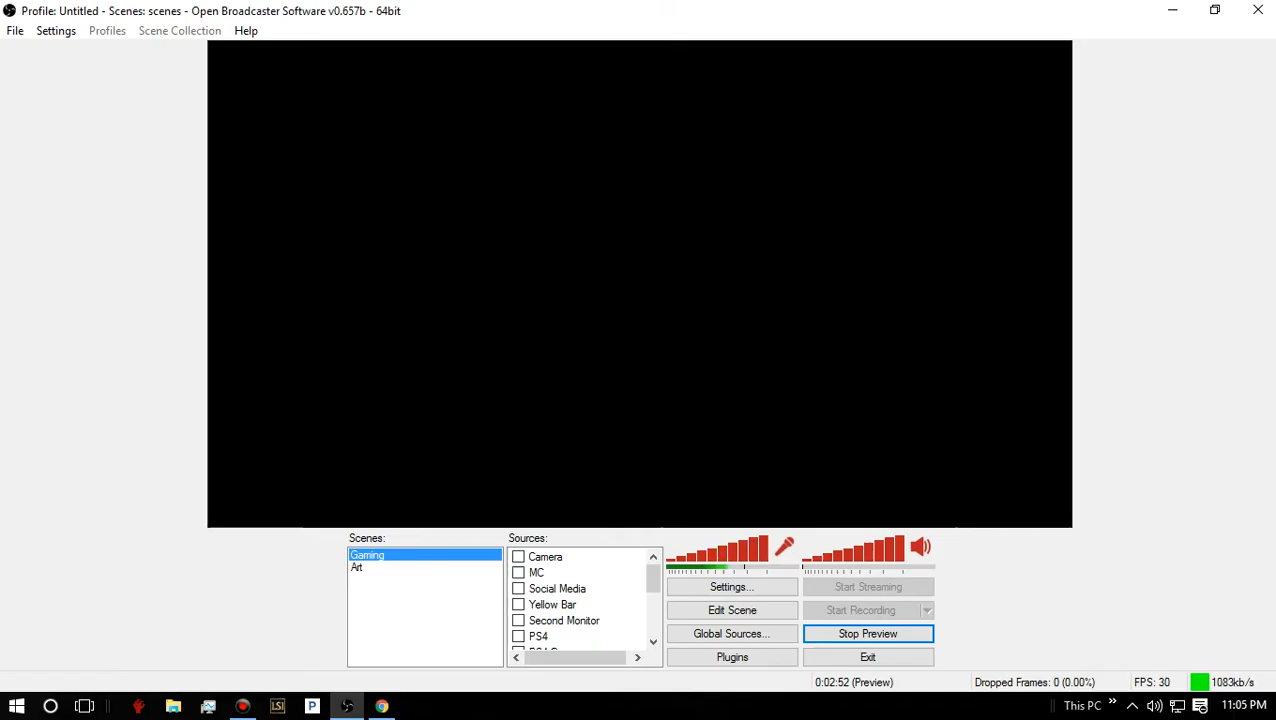 Profile: Untitled - Scenes: scenes - Open Broadcaster Software v0.657b - 64bit
File Settings Profiles Scene Collection Help
Scenes:
Gaming
Art
Sources:
Camera
MC
Social Media
Yellow Bar
Second Monitor
PS4
Settings...
Start Streaming
Edit Scene
Start Recording
Global Sources...
Stop Preview
Plugins
Exit
0:02:52 (Preview) Dropped Frames: 0 (0.00%) FPS: 30 1083kb/s
LSI P This PC » 11:05 PM